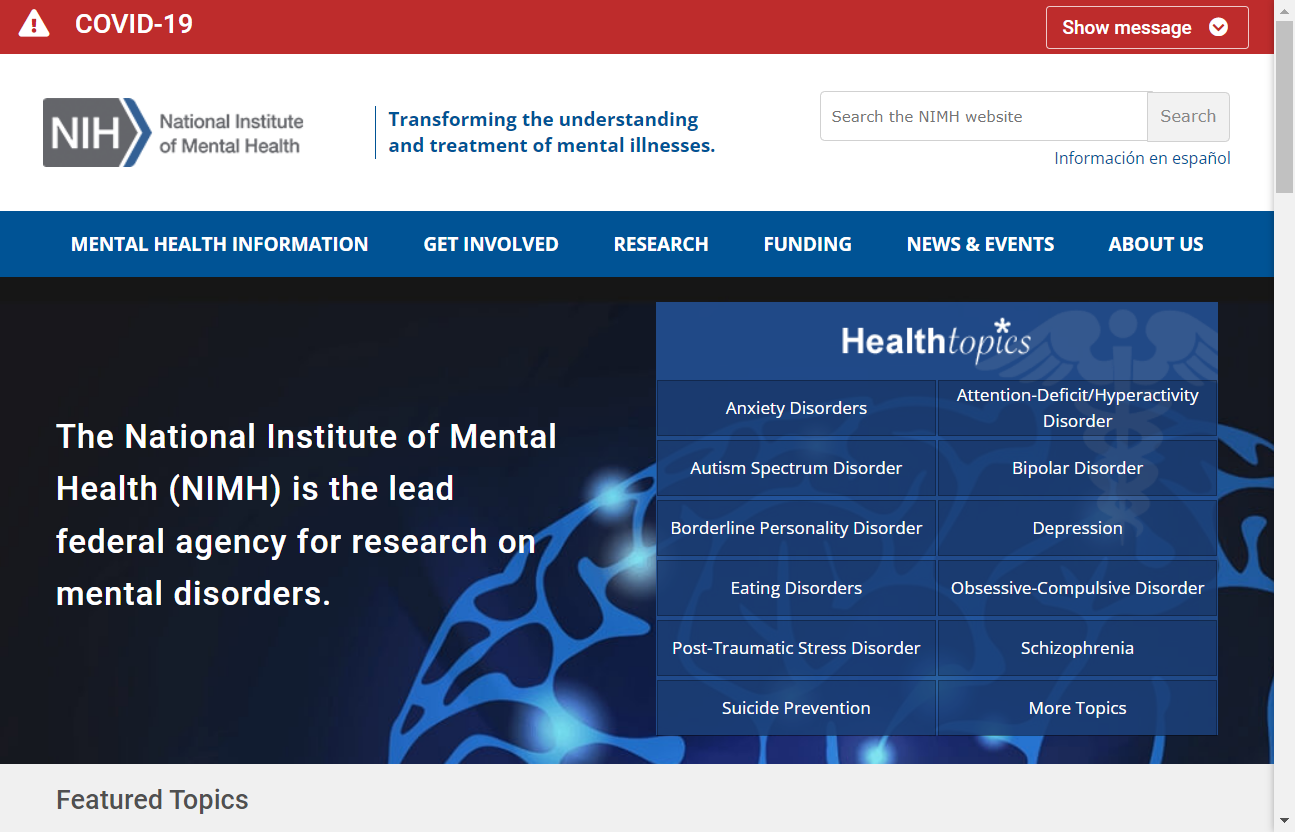 COVID-19
Show message
NIH
National Institute
of Mental Health
Transforming the understanding
and treatment of mental illnesses.
Search the NIMH website
Search
Información en español
MENTAL HEALTH INFORMATION
GET INVOLVED
RESEARCH
FUNDING
NEWS & EVENTS
ABOUT US
The National Institute of Mental
Health (NIMH) is the lead
federal agency for research on
mental disorders.
Healthtopics
Anxiety Disorders
Attention-Deficit/Hyperactivity
Disorder
Autism Spectrum Disorder
Bipolar Disorder
Borderline Personality Disorder
Depression
Eating Disorders
Obsessive-Compulsive Disorder
Post-Traumatic Stress Disorder
Schizophrenia
Suicide Prevention
More Topics
Featured Topics